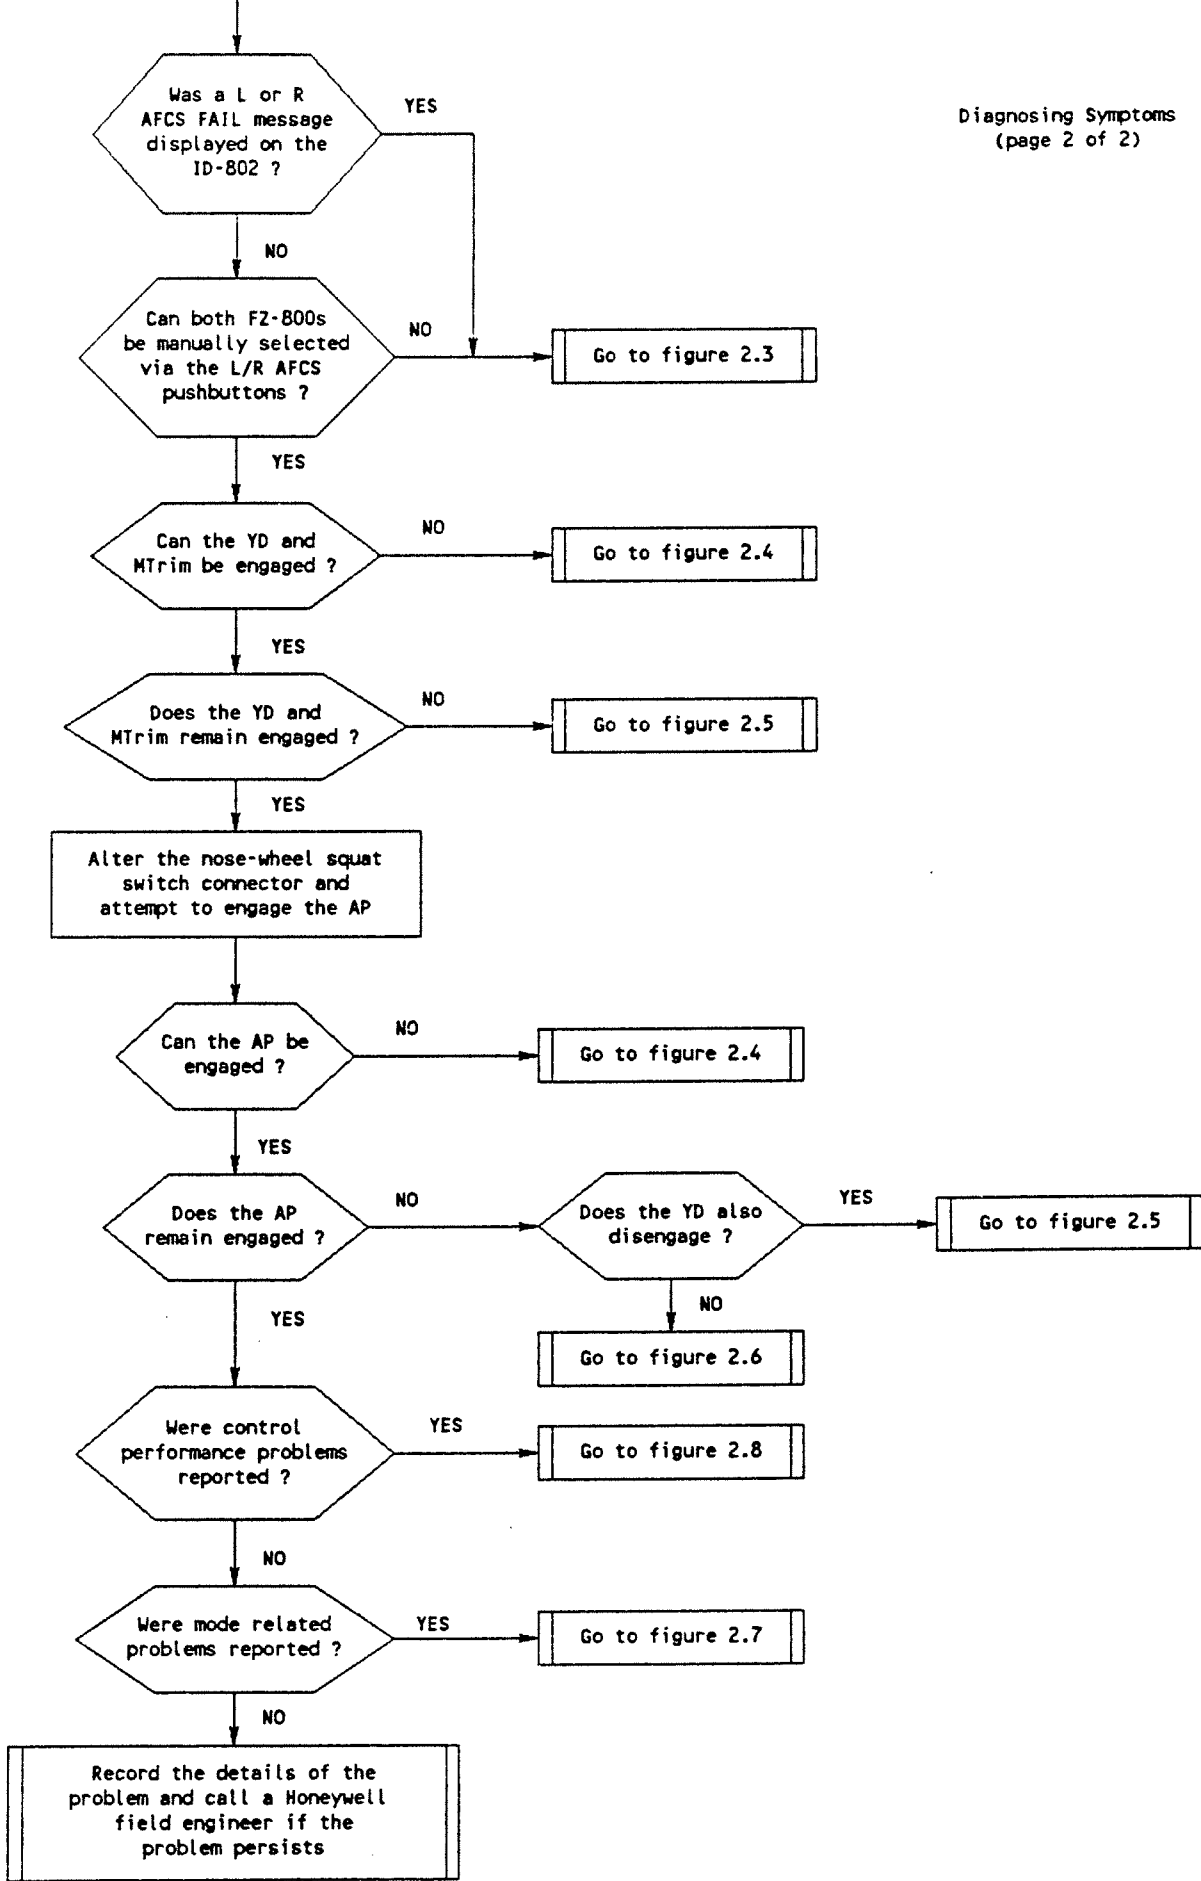 Diagnosing Symptoms
(page 2 of 2)
Was a L or R
AFCS FAIL message
displayed on the
ID-802 ?
YES
NO
Can both FZ-800s
be manually selected
via the L/R AFCS
pushbuttons ?
NO
Go to figure 2.3
YES
Can the YD and
MTrim be engaged ?
NO
Go to figure 2.4
YES
Does the YD and
MTrim remain engaged ?
NO
Go to figure 2.5
YES
Alter the nose-wheel squat
switch connector and
attempt to engage the AP
Can the AP be
engaged ?
NO
Go to figure 2.4
YES
Does the AP
remain engaged ?
NO
Does the YD also
disengage ?
YES
Go to figure 2.5
NO
Go to figure 2.6
YES
Were control
performance problems
reported ?
YES
Go to figure 2.8
NO
Were mode related
problems reported ?
YES
Go to figure 2.7
NO
Record the details of the
problem and call a Honeywell
field engineer if the
problem persists